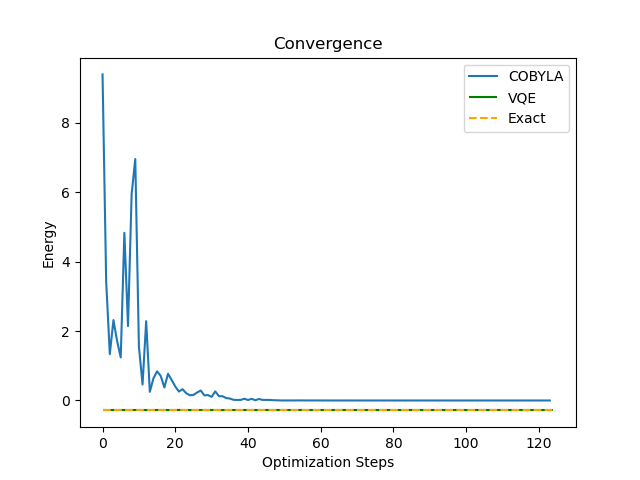 Convergence
COBYLA
VQE
Exact
Energy
8
6
4
2
0
0 20 40 60 80 100 120
Optimization Steps